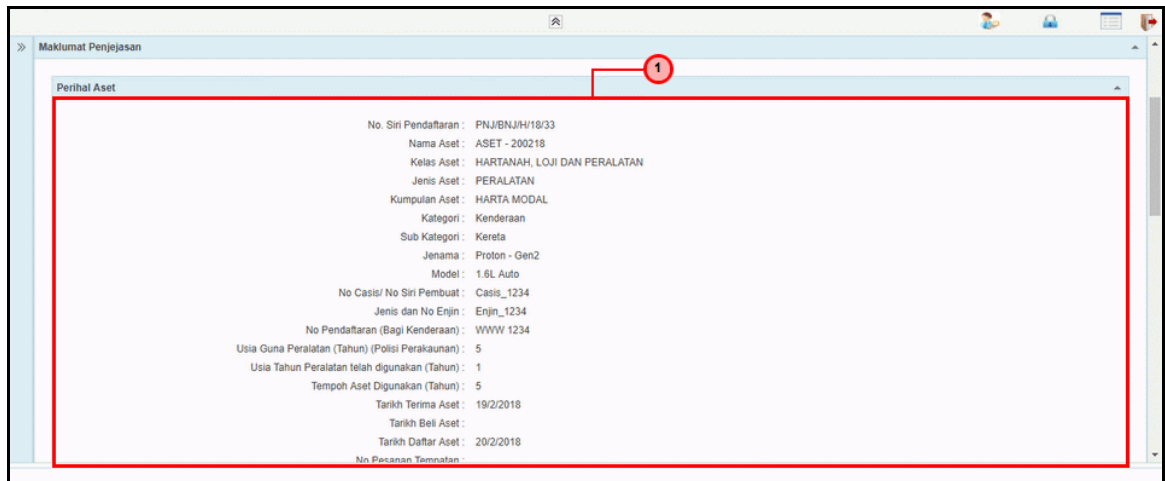 Maklumat Penjejasan
1
Perihal Aset
No. Siri Pendaftaran : PNJ/BNJ/H/18/33
Nama Aset : ASET - 200218
Kelas Aset : HARTANAH, LOJI DAN PERALATAN
Jenis Aset : PERALATAN
Kumpulan Aset : HARTA MODAL
Kategori : Kenderaan
Sub Kategori : Kereta
Jenama : Proton - Gen2
Model : 1.6L Auto
No Casis/ No Siri Pembuat : Casis_1234
Jenis dan No Enjin : Enjin_1234
No Pendaftaran (Bagi Kenderaan) : WWW 1234
Usia Guna Peralatan (Tahun) (Polisi Perakaunan) : 5
Usia Tahun Peralatan telah digunakan (Tahun) : 1
Tempoh Aset Digunakan (Tahun) : 5
Tarikh Terima Aset : 19/2/2018
Tarikh Beli Aset :
Tarikh Daftar Aset : 20/2/2018
No Pesanan Tempatan :